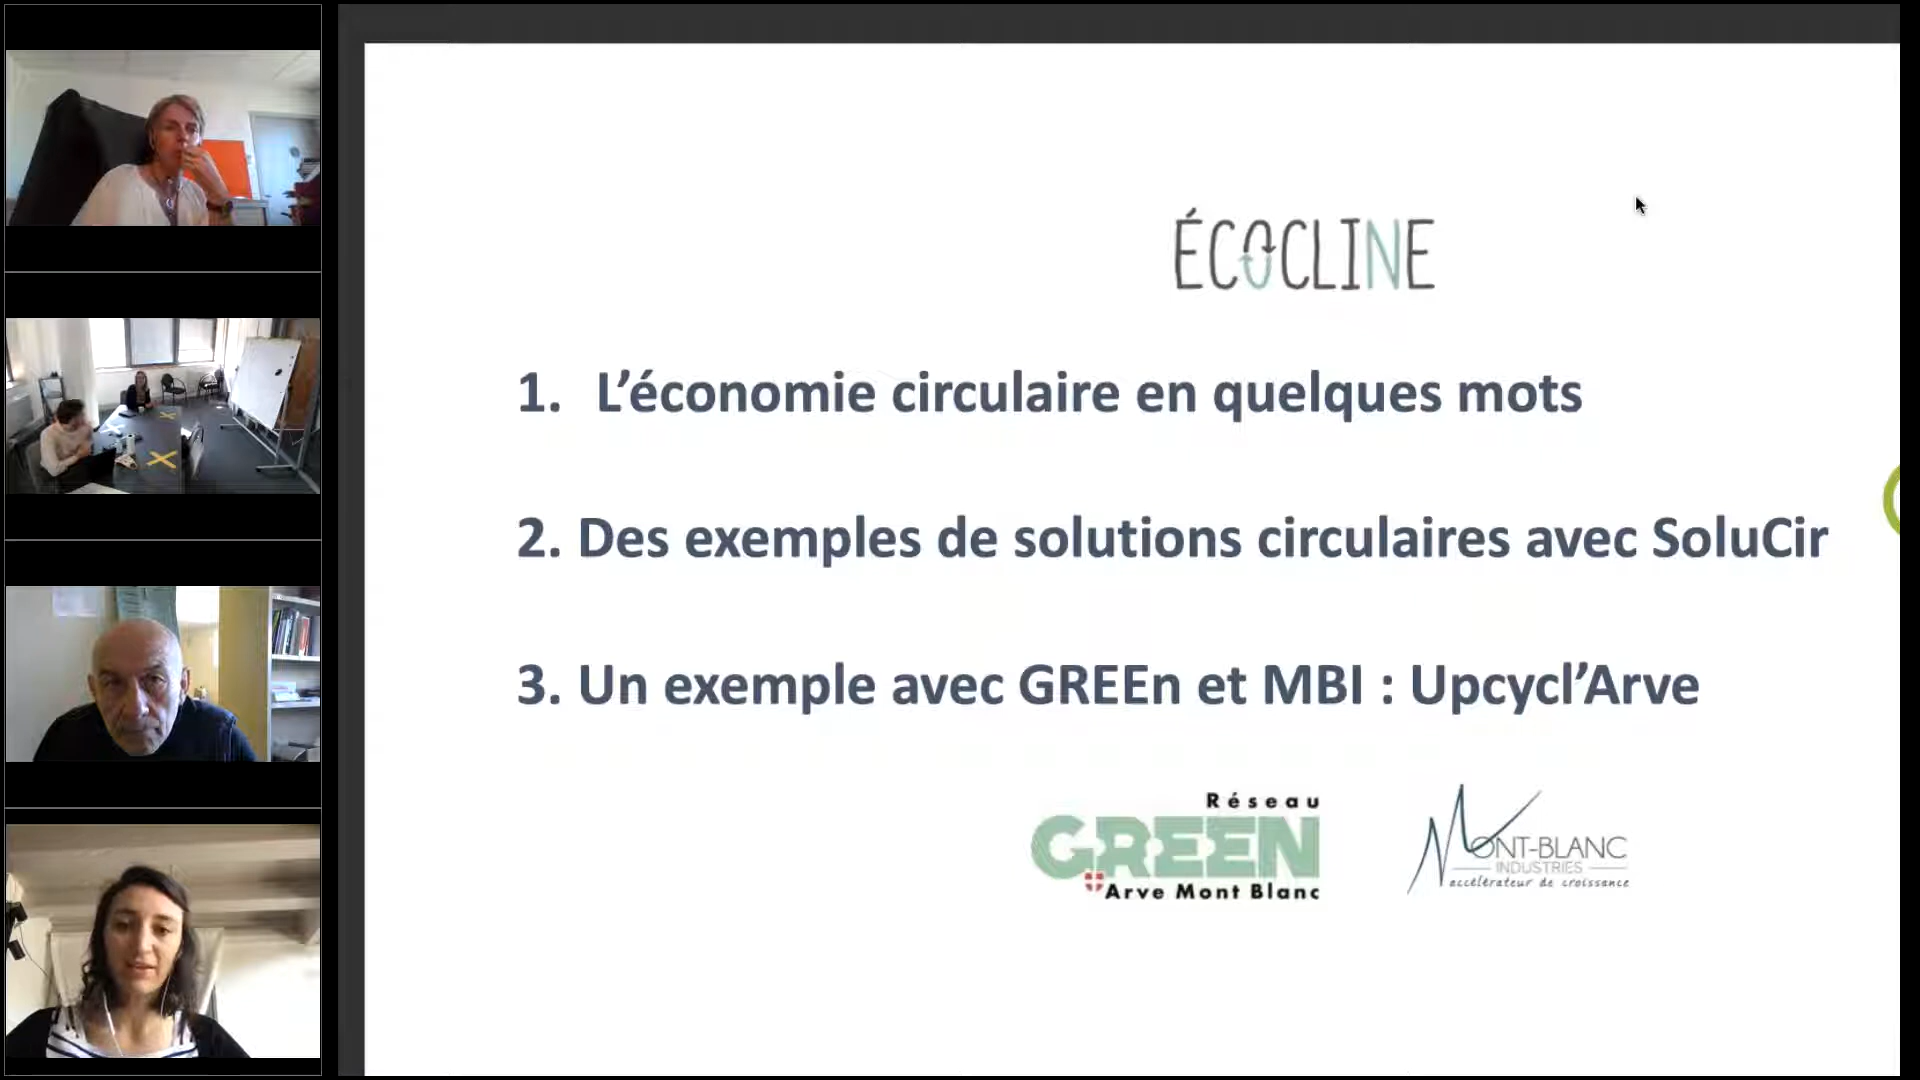 ÉCOCLINE
1. L’économie circulaire en quelques mots
2. Des exemples de solutions circulaires avec SoluCir
3. Un exemple avec GREEn et MBI : Upcycl’Arve
Réseau
GREEN
Arve Mont Blanc
MONT-BLANC
INDUSTRIES
accélérateur de croissance